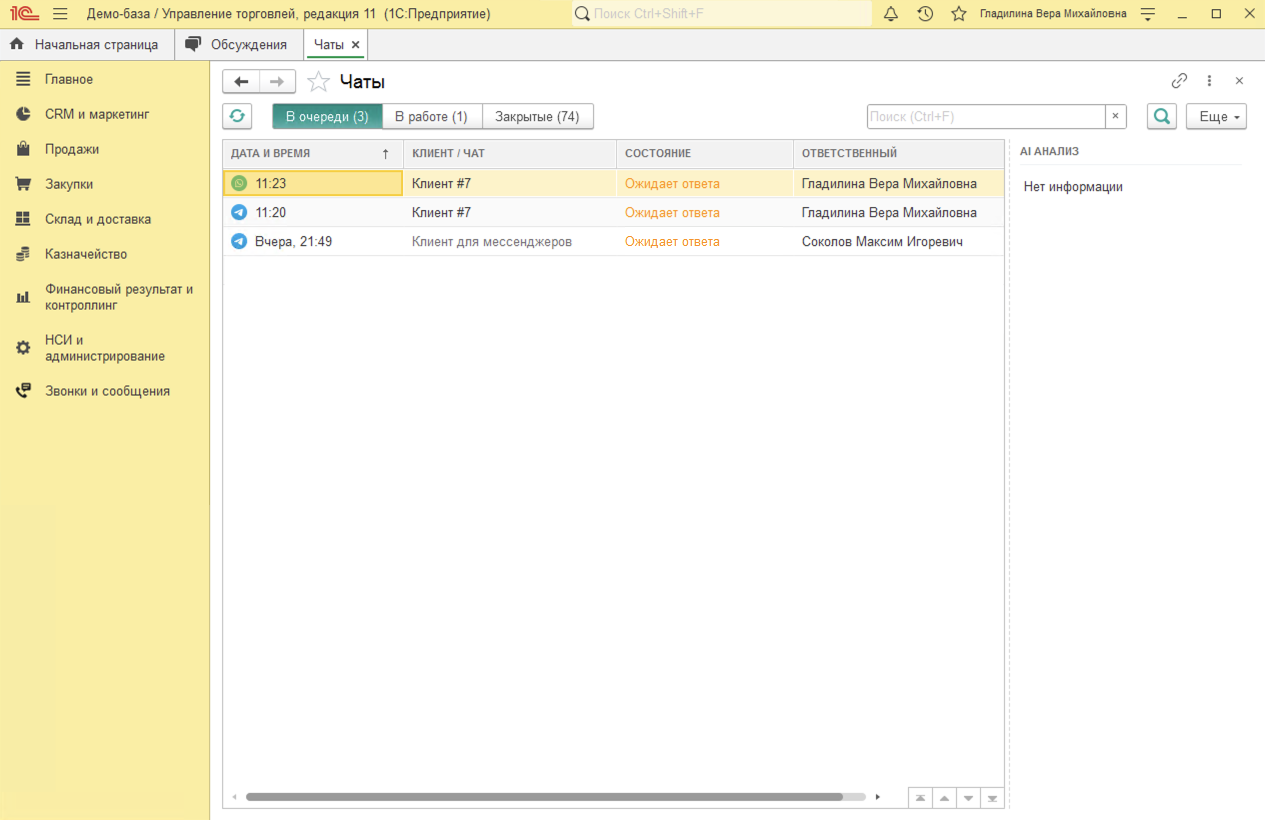 1С Демо-база / Управление торговлей, редакция 11 (1С:Предприятие) Поиск Ctrl+Shift+F Гладилина Вера Михайловна
Начальная страница Обсуждения Чаты ×
Главное
CRM и маркетинг
Продажи
Закупки
Склад и доставка
Казначейство
Финансовый результат и
контроллинг
НСИ и
администрирование
Звонки и сообщения
Чаты
В очереди (3) В работе (1) Закрытые (74) Поиск (Ctrl+F) × Еще
ДАТА И ВРЕМЯ ↑ КЛИЕНТ / ЧАТ СОСТОЯНИЕ ОТВЕТСТВЕННЫЙ
11:23 Клиент #7 Ожидает ответа Гладилина Вера Михайловна
11:20 Клиент #7 Ожидает ответа Гладилина Вера Михайловна
Вчера, 21:49 Клиент для мессенджеров Ожидает ответа Соколов Максим Игоревич
AI АНАЛИЗ
Нет информации